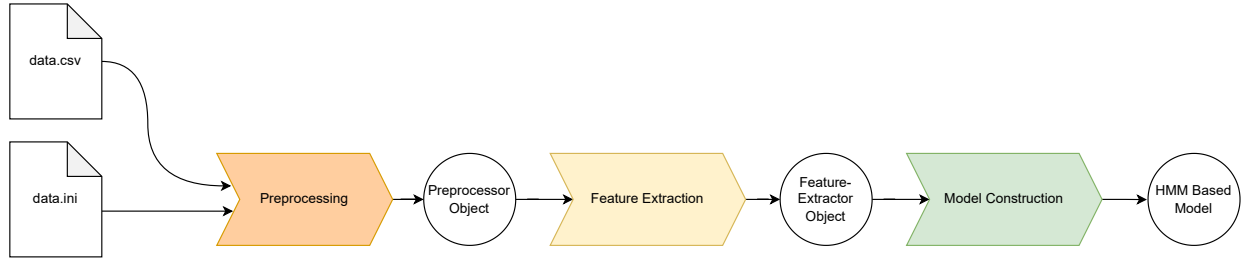 data.csv
data.ini
Preprocessing
Preprocessor
Object
Feature Extraction
Feature-
Extractor
Object
Model Construction
HMM Based
Model